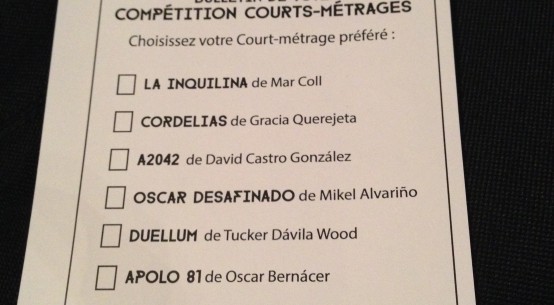 COMPÉTITION COURTS-MÉTRAGES
Choisissez votre Court-métrage préféré :
LA INQUILINA de Mar Coll
CORDELIAS de Gracia Querejeta
A2042 de David Castro González
OSCAR DESAFINADO de Mikel Alvariño
DUELLUM de Tucker Dávila Wood
APOLO 81 de Oscar Bernácer